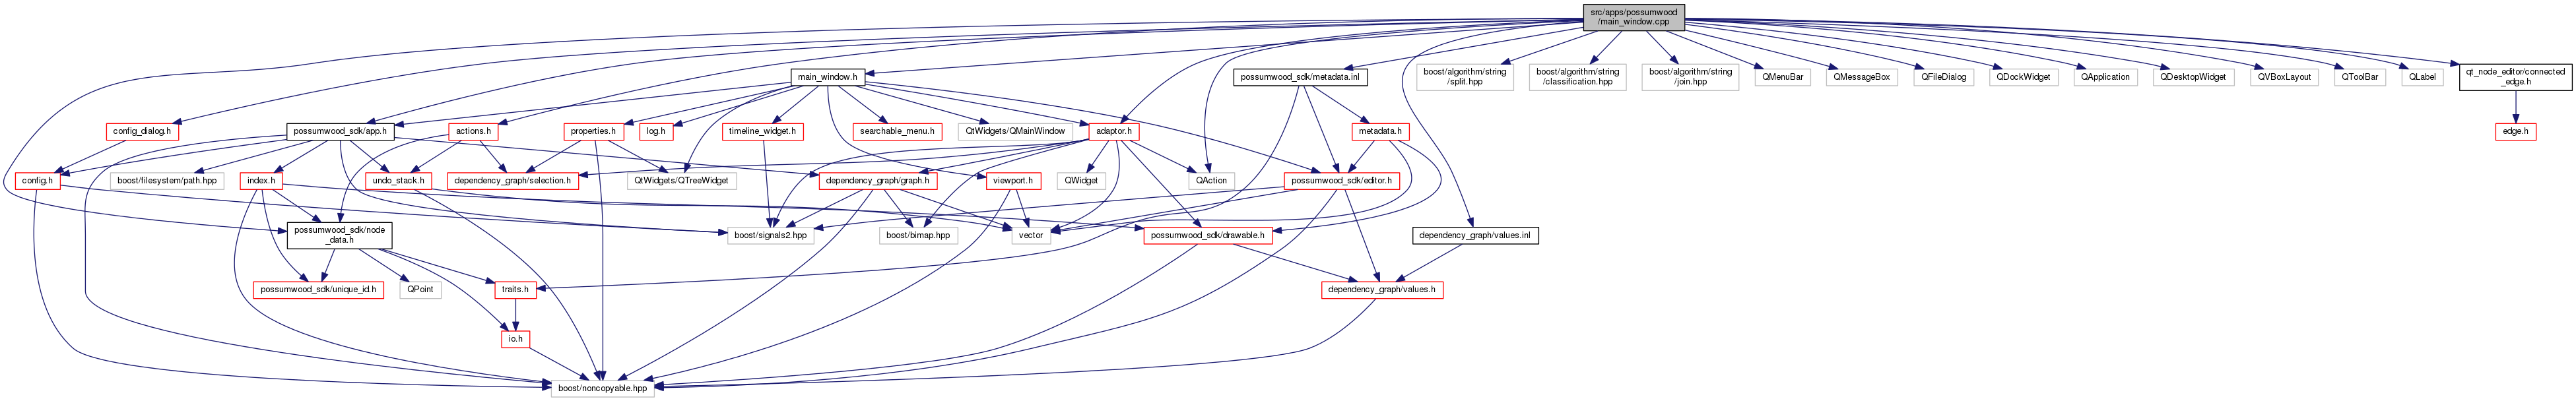 src/apps/possumwood
/main_window.cpp
main_window.h
possumwood_sdk/metadata.inl
boost/algorithm/string
/split.hpp
boost/algorithm/string
/classification.hpp
boost/algorithm/string
/join.hpp
QMenuBar
QMessageBox
QFileDialog
QDockWidget
QApplication
QDesktopWidget
QVBoxLayout
QToolBar
QLabel
qt_node_editor/connected
_edge.h
config_dialog.h
possumwood_sdk/app.h
actions.h
properties.h
log.h
timeline_widget.h
searchable_menu.h
QtWidgets/QMainWindow
adaptor.h
metadata.h
edge.h
config.h
boost/filesystem/path.hpp
index.h
undo_stack.h
dependency_graph/selection.h
QtWidgets/QTreeWidget
dependency_graph/graph.h
viewport.h
QWidget
QAction
possumwood_sdk/editor.h
possumwood_sdk/node
_data.h
boost/signals2.hpp
boost/bimap.hpp
vector
possumwood_sdk/drawable.h
dependency_graph/values.inl
possumwood_sdk/unique_id.h
QPoint
traits.h
dependency_graph/values.h
io.h
boost/noncopyable.hpp